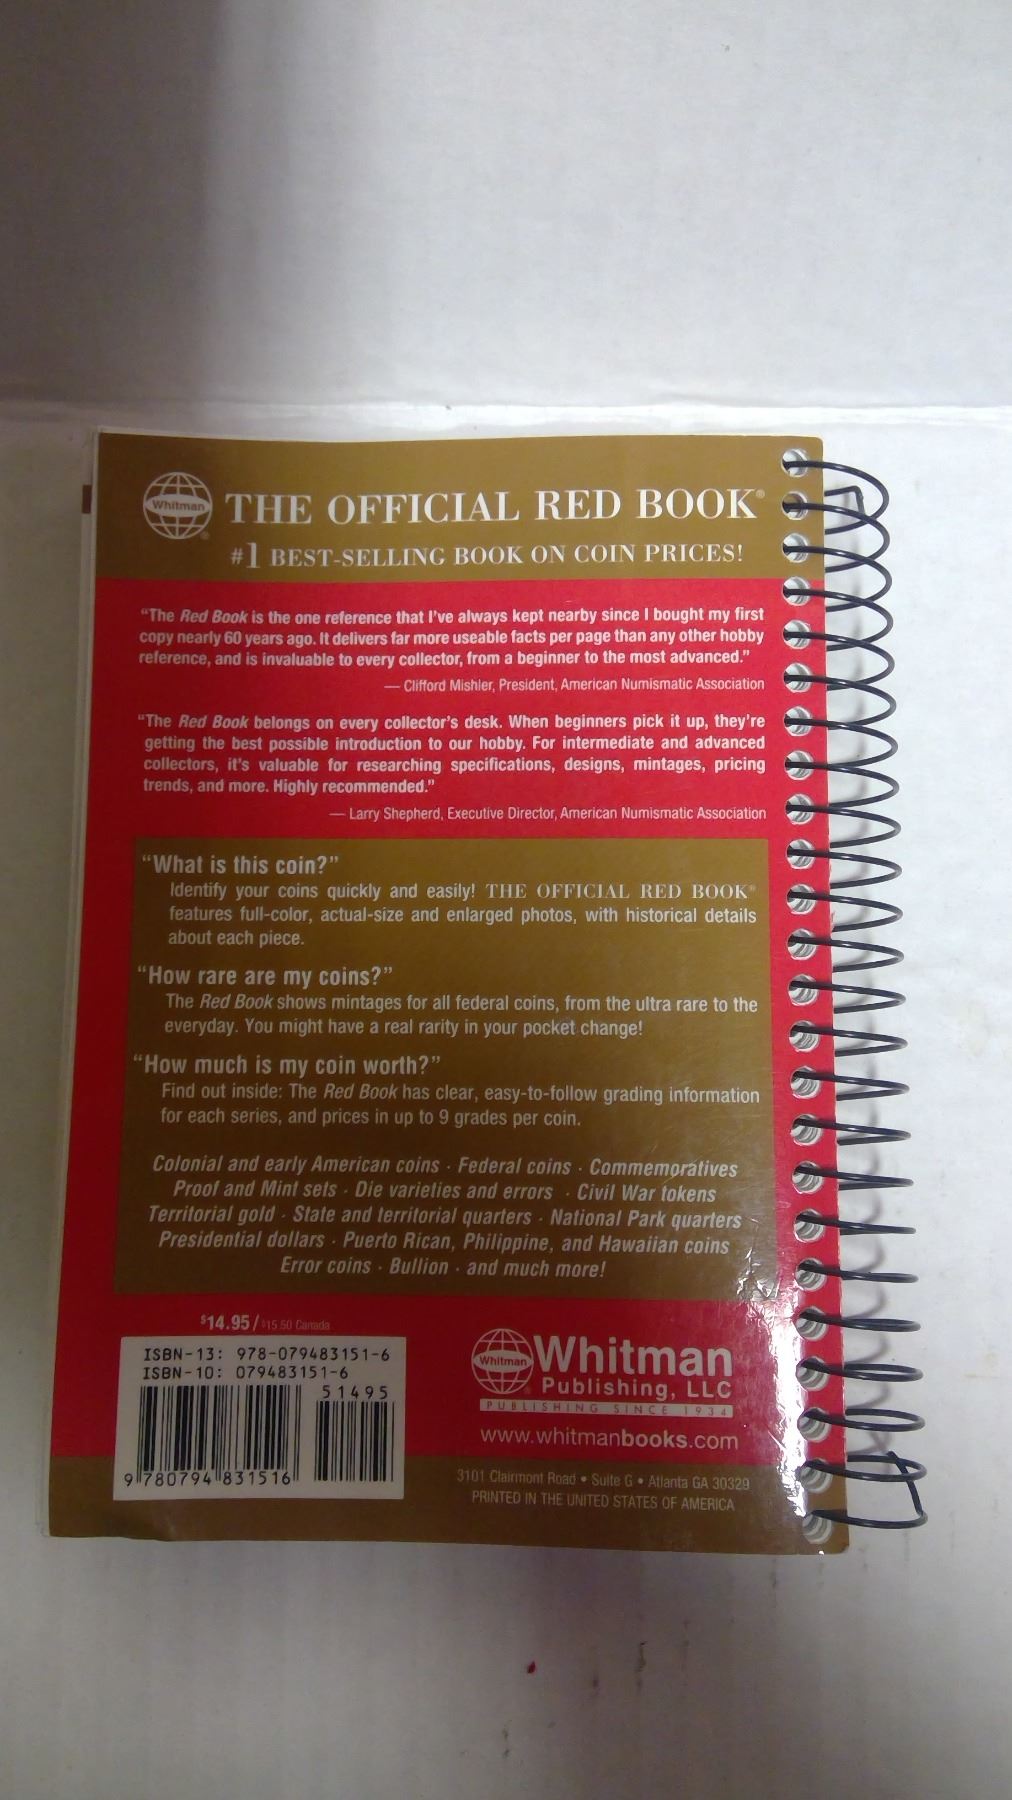 Whitman
THE OFFICIAL RED BOOK®
#1 BEST-SELLING BOOK ON COIN PRICES!
“The Red Book is the one reference that I've always kept nearby since I bought my first
copy nearly 60 years ago. It delivers far more useable facts per page than any other hobby
reference, and is invaluable to every collector, from a beginner to the most advanced.”
— Clifford Mishler, President, American Numismatic Association
“The Red Book belongs on every collector's desk. When beginners pick it up, they're
getting the best possible introduction to our hobby. For intermediate and advanced
collectors, it's valuable for researching specifications, designs, mintages, pricing
trends, and more. Highly recommended.”
— Larry Shepherd, Executive Director, American Numismatic Association
“What is this coin?”
Identify your coins quickly and easily! THE OFFICIAL RED BOOK®
features full-color, actual-size and enlarged photos, with historical details
about each piece.
“How rare are my coins?”
The Red Book shows mintages for all federal coins, from the ultra rare to the
everyday. You might have a real rarity in your pocket change!
“How much is my coin worth?”
Find out inside: The Red Book has clear, easy-to-follow grading information
for each series, and prices in up to 9 grades per coin.
Colonial and early American coins · Federal coins · Commemoratives
Proof and Mint sets · Die varieties and errors · Civil War tokens
Territorial gold · State and territorial quarters · National Park quarters
Presidential dollars · Puerto Rican, Philippine, and Hawaiian coins
Error coins · Bullion · and much more!
$14.95 / $15.50 Canada
ISBN-13: 978-079483151-6
ISBN-10: 079483151-6
51495
9 780794 831516
Whitman
Whitman
Publishing, LLC
PUBLISHING SINCE 1934
www.whitmanbooks.com
3101 Clairmont Road • Suite G • Atlanta GA 30329
PRINTED IN THE UNITED STATES OF AMERICA